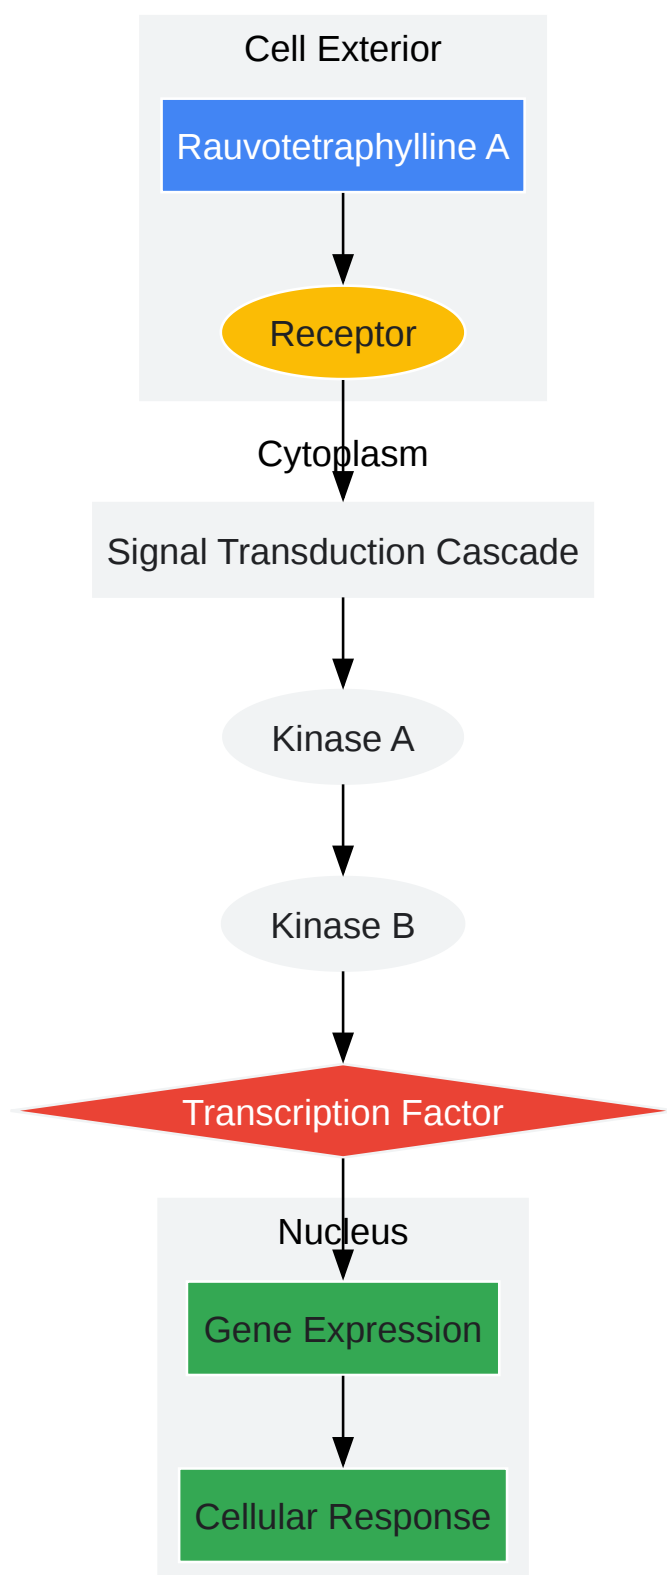 Cell Exterior
Rauvotetraphylline A
Receptor
Cytoplasm
Signal Transduction Cascade
Kinase A
Kinase B
Transcription Factor
Nucleus
Gene Expression
Cellular Response